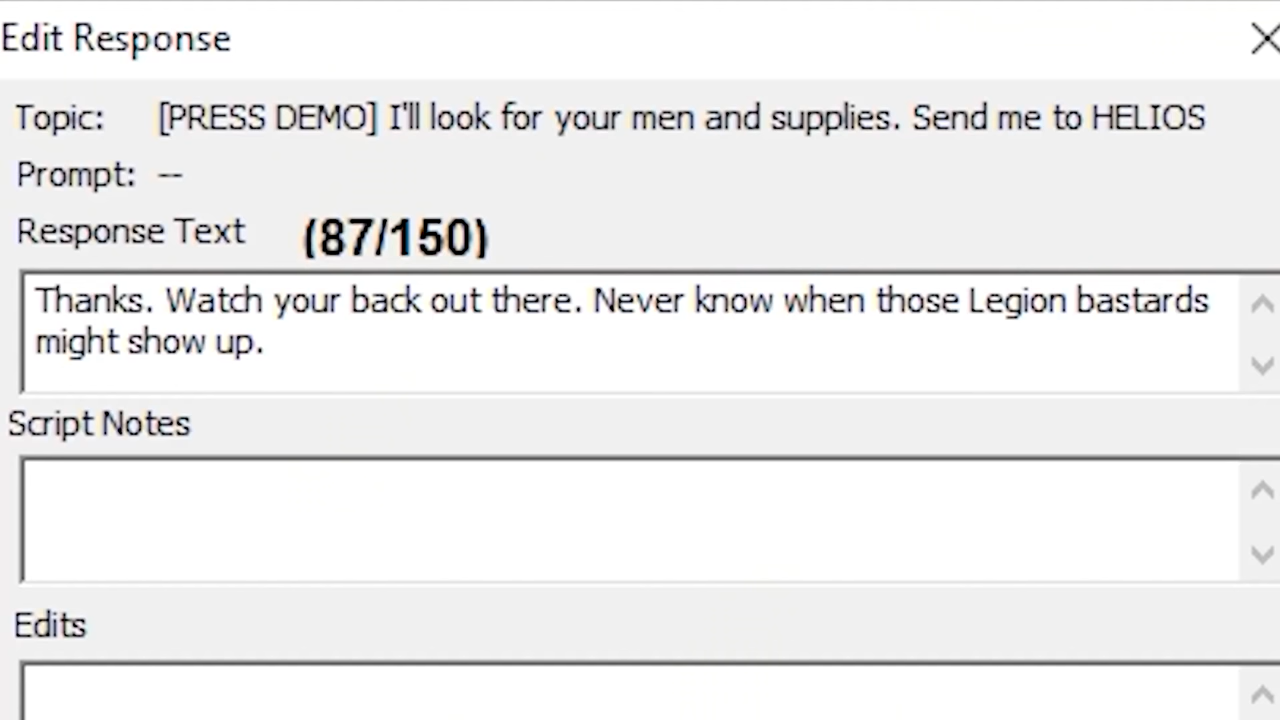 Edit Response
Topic: [PRESS DEMO] I'll look for your men and supplies. Send me to HELIOS
Prompt: --
Response Text (87/150)
Thanks. Watch your back out there. Never know when those Legion bastards
might show up.
Script Notes
Edits